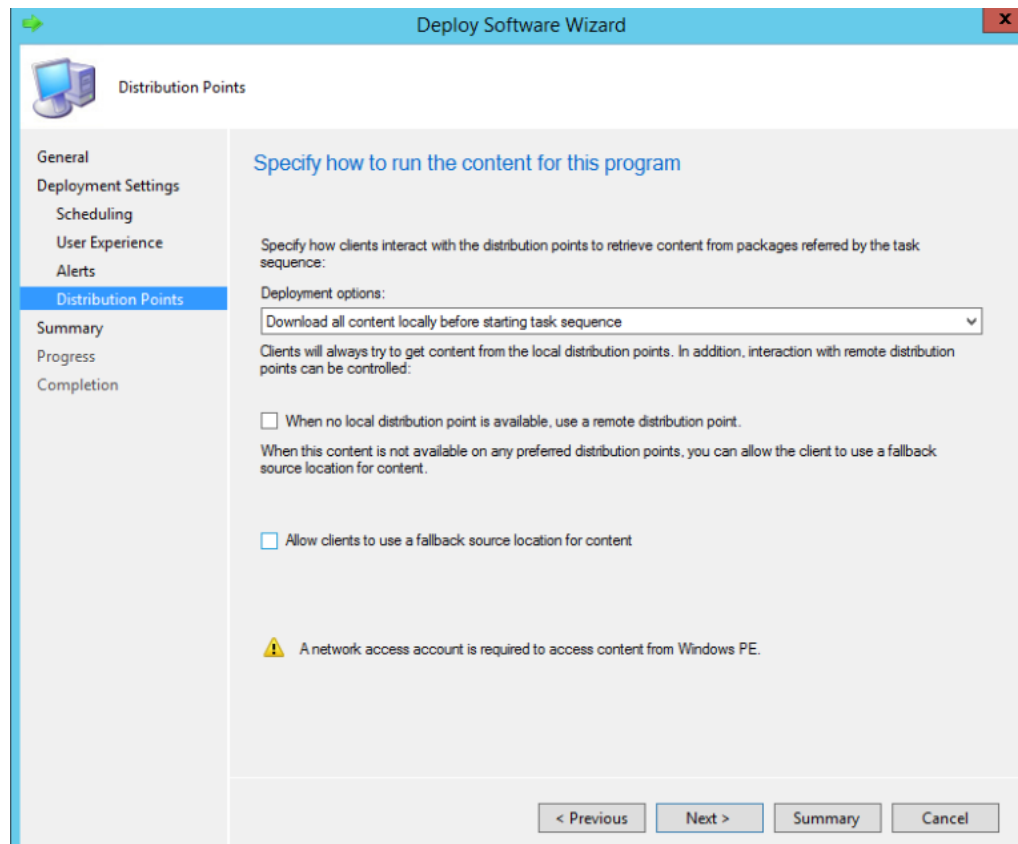 Deploy Software Wizard
x
Distribution Points
General
Deployment Settings
Scheduling
User Experience
Alerts
Distribution Points
Summary
Progress
Completion
Specify how to run the content for this program
Specify how clients interact with the distribution points to retrieve content from packages referred by the task
sequence:
Deployment options:
Download all content locally before starting task sequence
Clients will always try to get content from the local distribution points. In addition, interaction with remote distribution
points can be controlled:
When no local distribution point is available, use a remote distribution point.
When this content is not available on any preferred distribution points, you can allow the client to use a fallback
source location for content.
Allow clients to use a fallback source location for content
A network access account is required to access content from Windows PE.
< Previous
Next >
Summary
Cancel